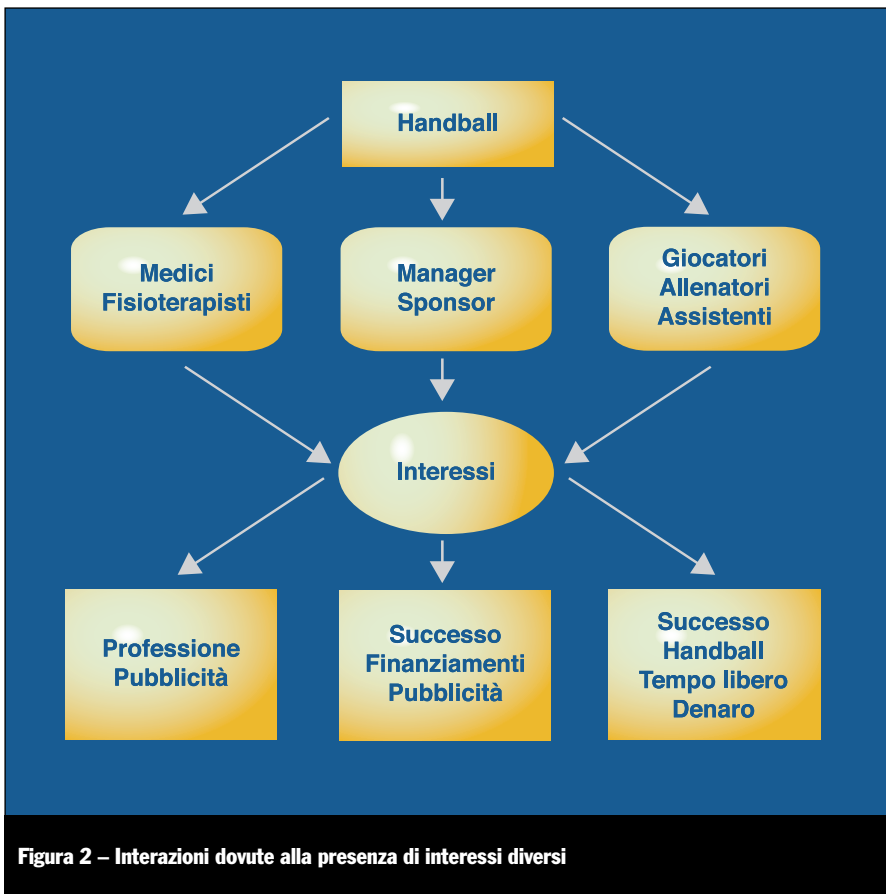 Handball
Medici
Fisioterapisti
Manager
Sponsor
Giocatori
Allenatori
Assistenti
Interessi
Professione
Pubblicità
Successo
Finanziamenti
Pubblicità
Successo
Handball
Tempo libero
Denaro
Figura 2 – Interazioni dovute alla presenza di interessi diversi